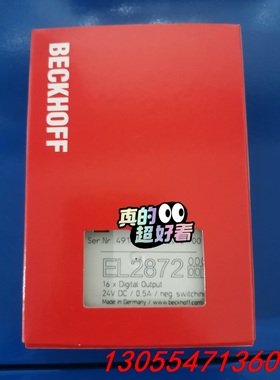 BECKHOFF
真的
超好看
Ser.Nr. 491
EL2872
16 x Digital Output
24V DC / 0.5A / neg. switching
Made in Germany / www.beckhoff.com
13055471360